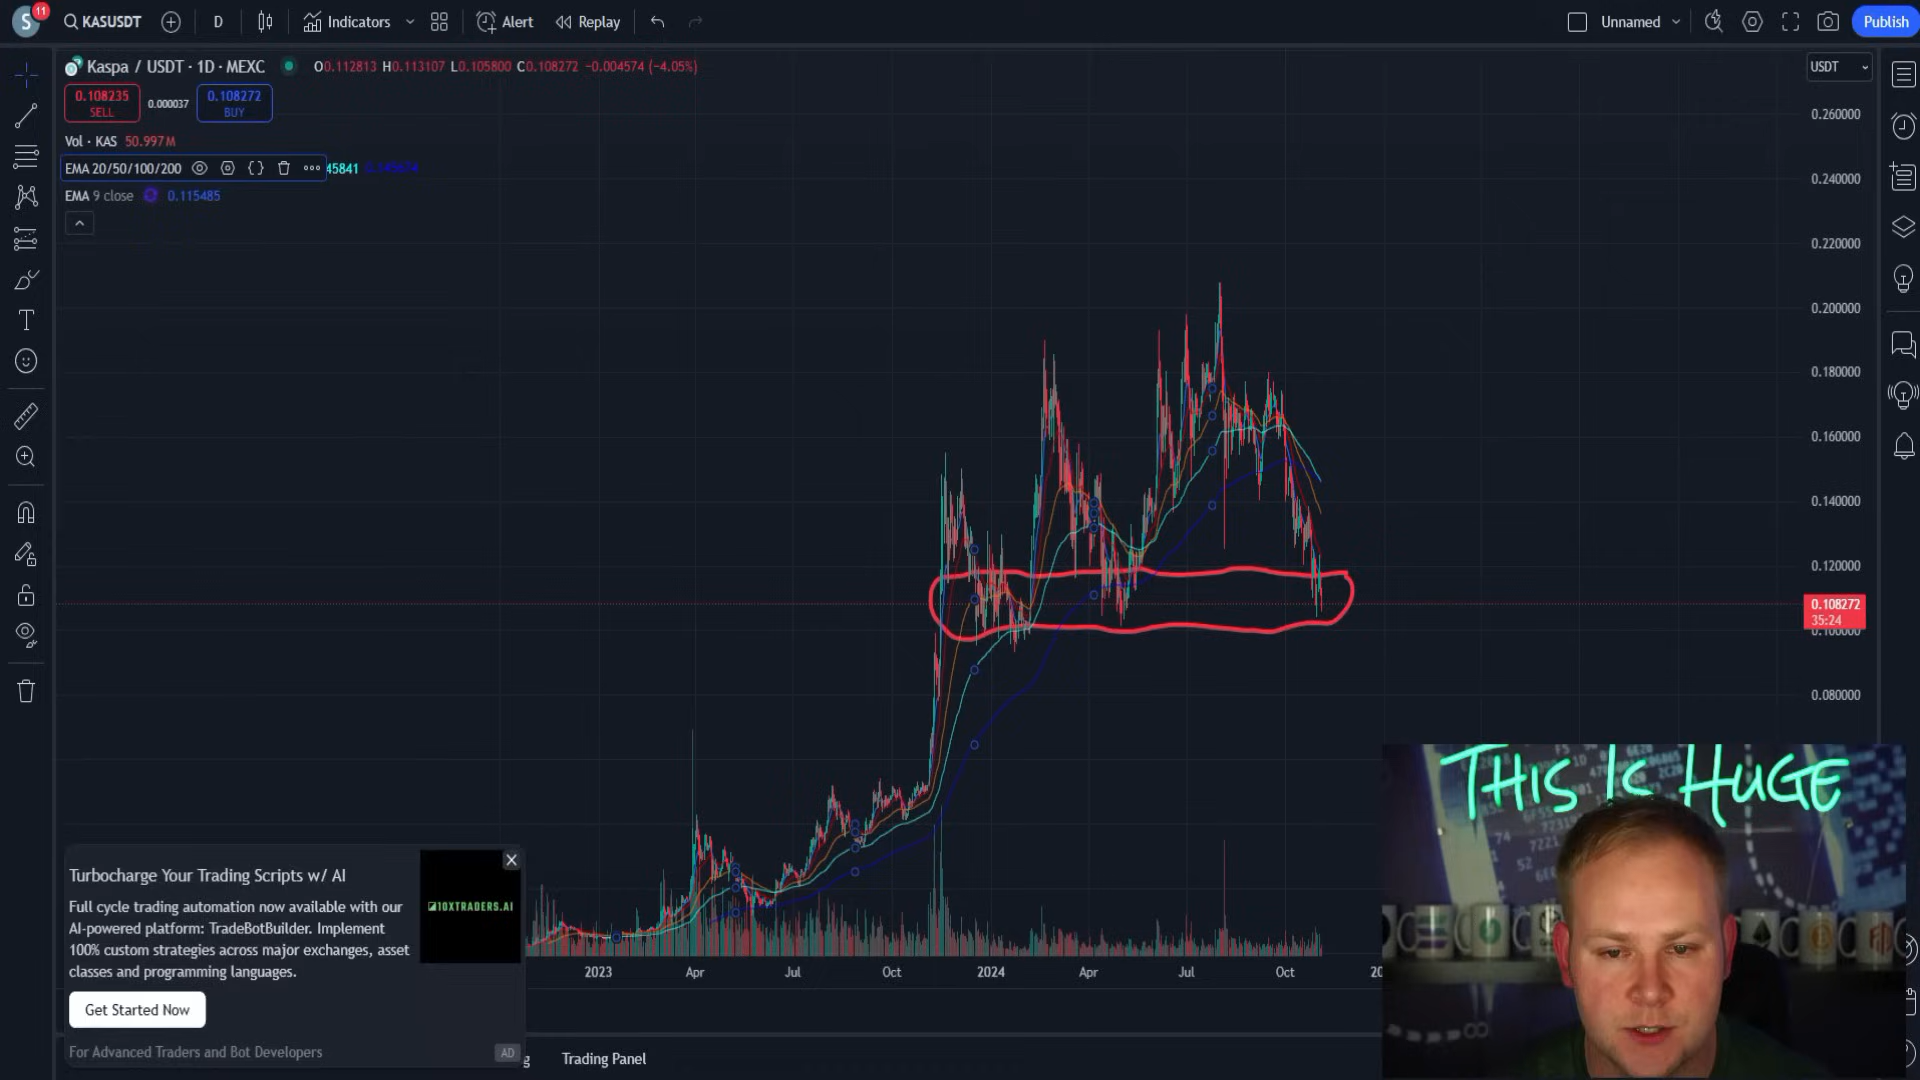 S
11
KASUSDT
D
Indicators
Alert
Replay
Unnamed
Publish
Kaspa / USDT · 1D · MEXC
O0.112813 H0.113107 L0.105800 C0.108272 −0.004574 (−4.05%)
USDT
0.108235
SELL
0.000037
0.108272
BUY
Vol · KAS 50.997M
EMA 20/50/100/200
45841
EMA 9 close 0.115485
0.260000
0.240000
0.220000
0.200000
0.180000
0.160000
0.140000
0.120000
0.108272
35:24
0.100000
0.080000
THIS IS HUGE
Turbocharge Your Trading Scripts w/ AI
Full cycle trading automation now available with our
AI-powered platform: TradeBotBuilder. Implement
100% custom strategies across major exchanges, asset
classes and programming languages.
10XTRADERS.AI
Get Started Now
For Advanced Traders and Bot Developers
AD
2023
Apr
Jul
Oct
2024
Apr
Jul
Oct
Trading Panel